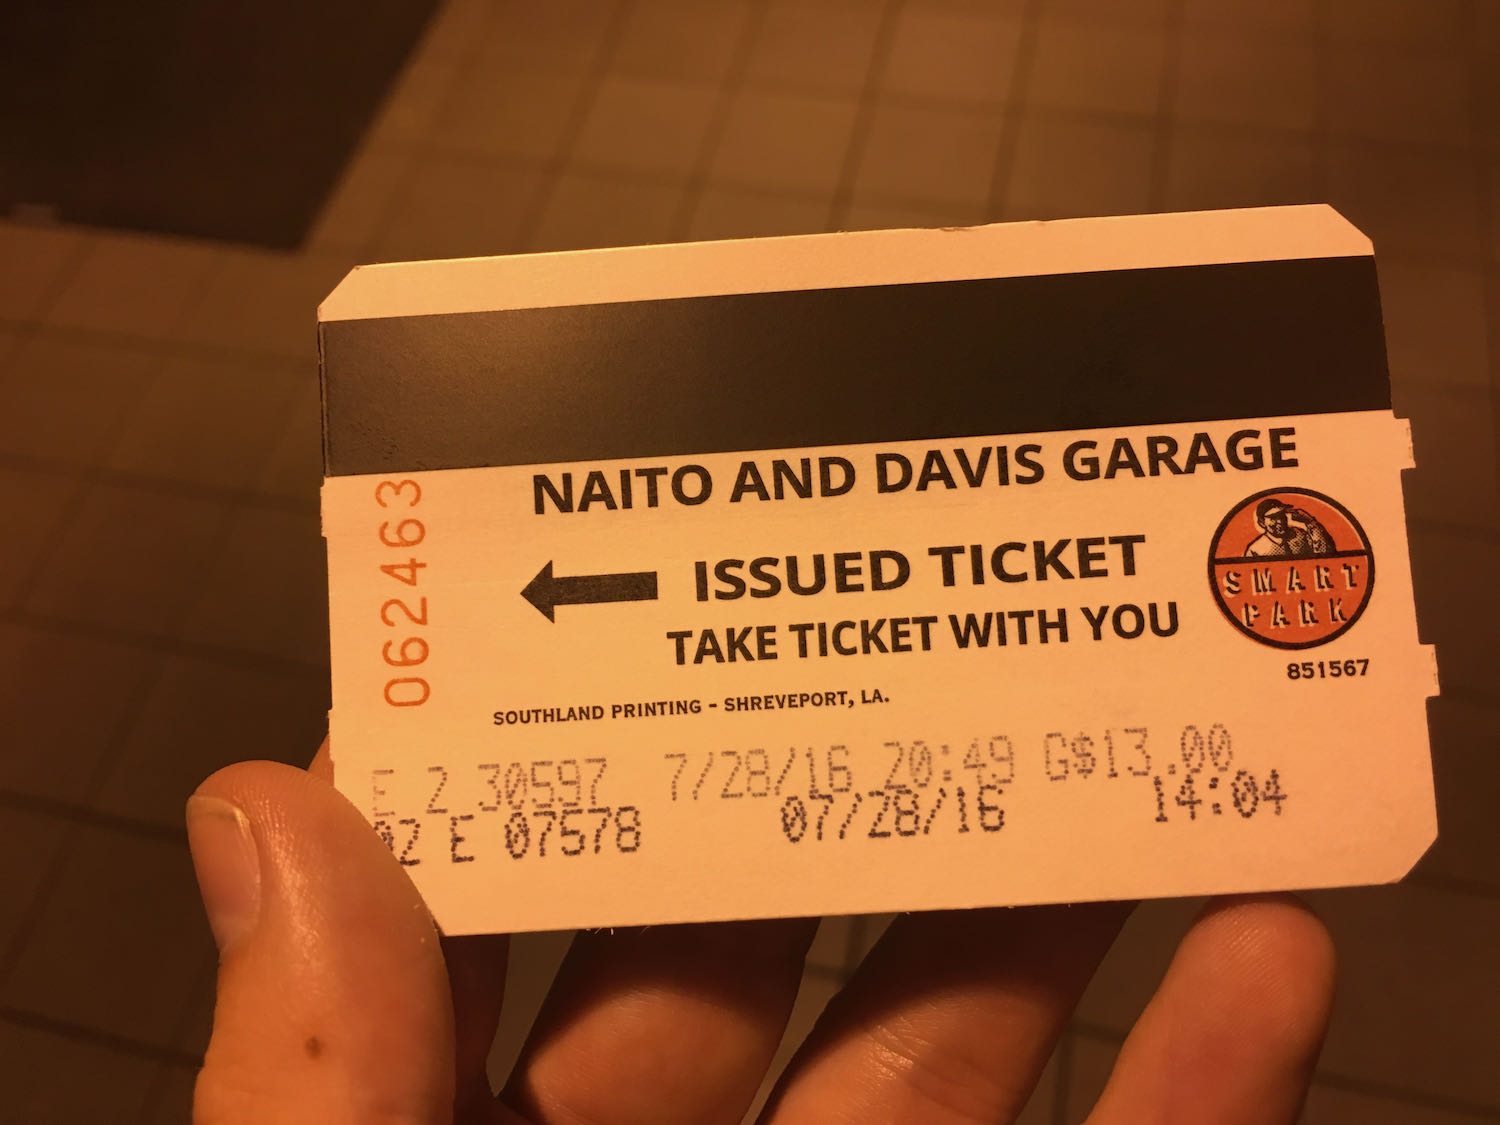 NAITO AND DAVIS GARAGE
062463
ISSUED TICKET
TAKE TICKET WITH YOU
SMART
PARK
851567
SOUTHLAND PRINTING - SHREVEPORT, LA.
E 2 30597 7/28/16 20:49 G$13.00
02 E 07578 07/28/16 14:04